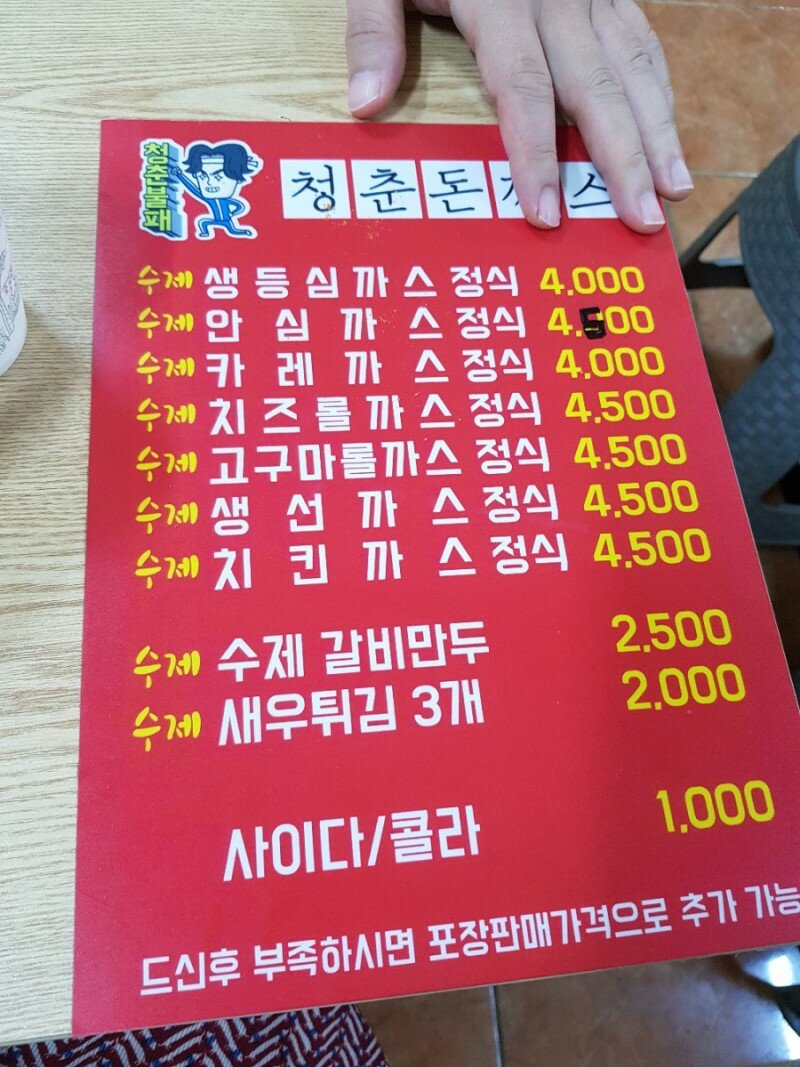 청춘불패
청춘돈까스
수제 생등심까스정식 4.000
수제 안심까스정식 4.500
수제 카레까스정식 4.000
수제 치즈롤까스정식 4.500
수제 고구마롤까스정식 4.500
수제 생선까스정식 4.500
수제 치킨까스정식 4.500
수제 수제 갈비만두 2.500
수제 새우튀김 3개 2.000
사이다/콜라 1.000
드신후 부족하시면 포장판매가격으로 추가 가능